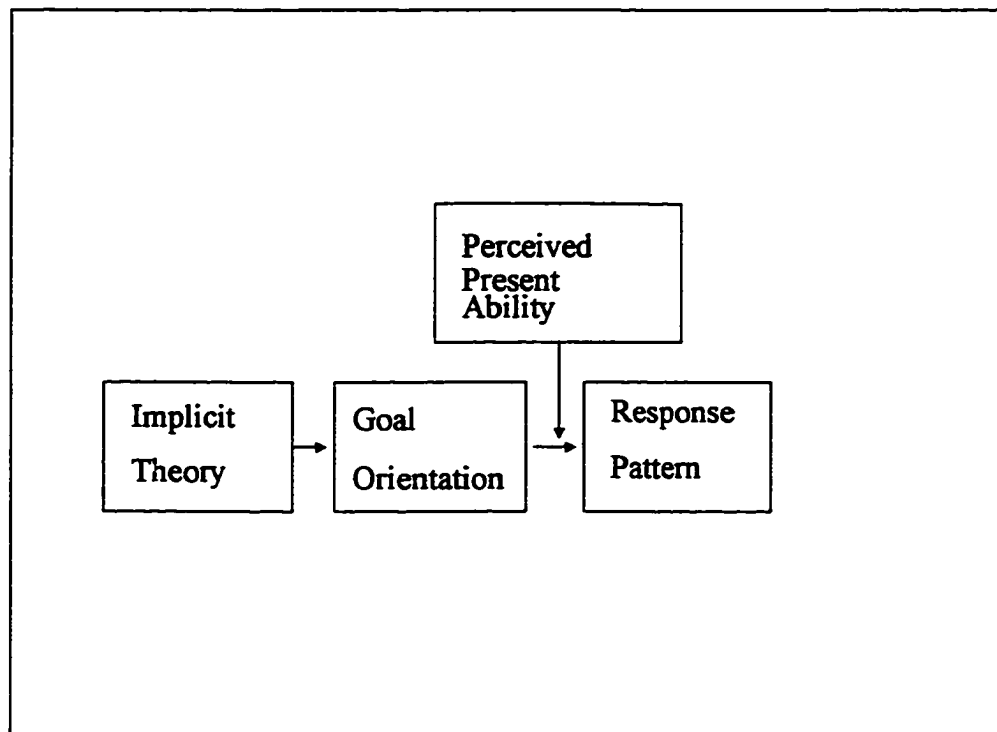 Perceived
Present
Ability
Implicit
Theory
Goal
Orientation
Response
Pattern